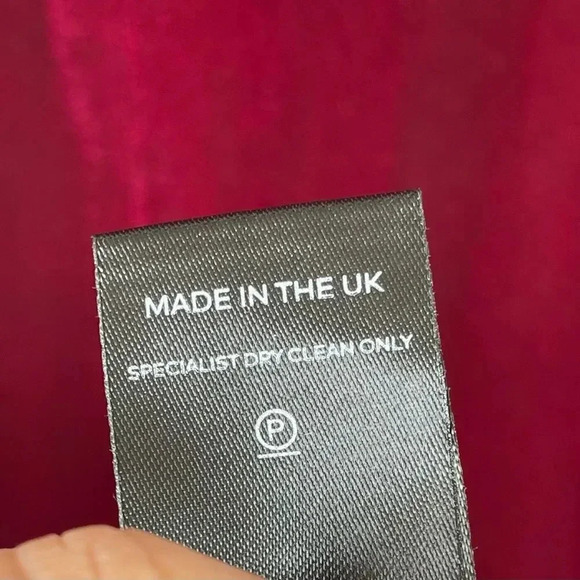 MADE IN THE UK
SPECIALIST DRY CLEAN ONLY
P